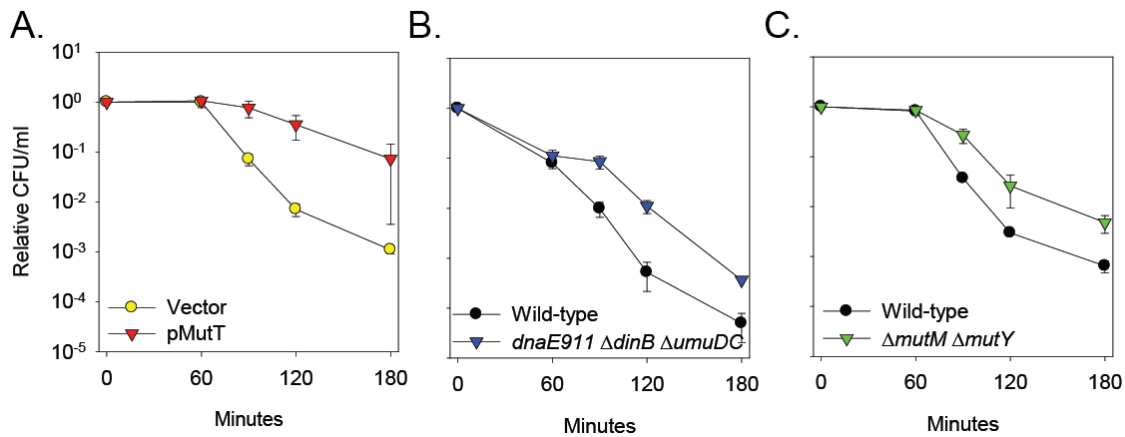 A.
B.
C.
Relative CFU/ml
10¹
10⁰
10⁻¹
10⁻²
10⁻³
10⁻⁴
10⁻⁵
Vector
pMutT
0 60 120 180
Minutes
Wild-type
dnaE911 ΔdinB ΔumuDC
0 60 120 180
Minutes
Wild-type
ΔmutM ΔmutY
0 60 120 180
Minutes